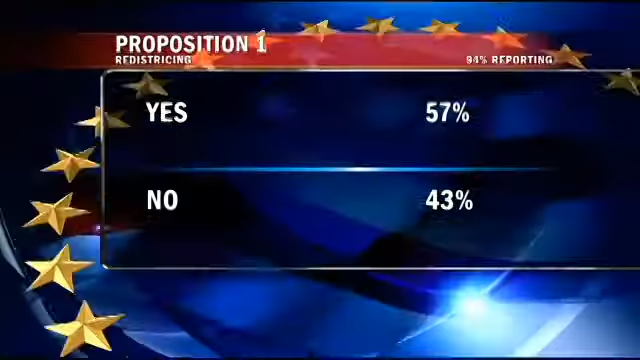 PROPOSITION 1
REDISTRICING
94% REPORTING
YES 57%
NO 43%